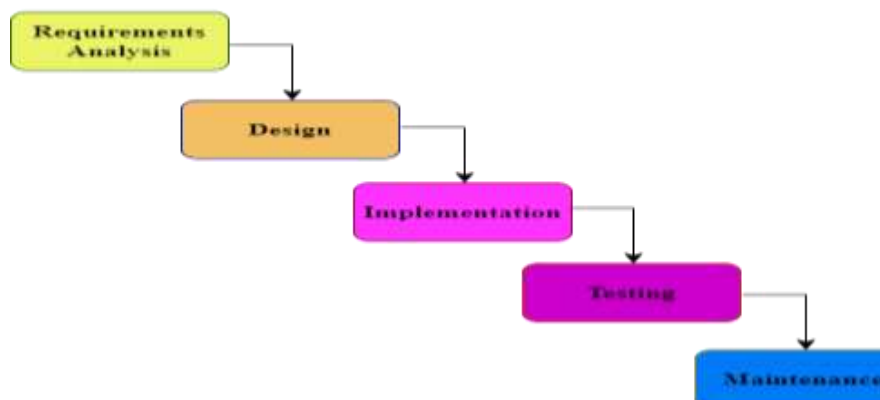 Requirements
Analysis
Design
Implementation
Testing
Maintenance